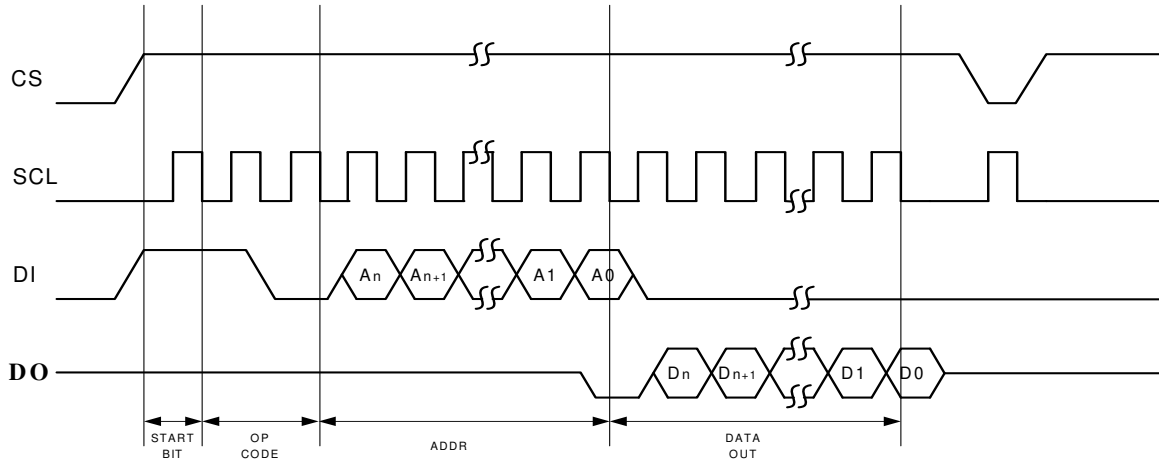 CS
SCL
DI
An An+1 A1 A0
DO
Dn Dn+1 D1 D0
START BIT
OP CODE
ADDR
DATA OUT